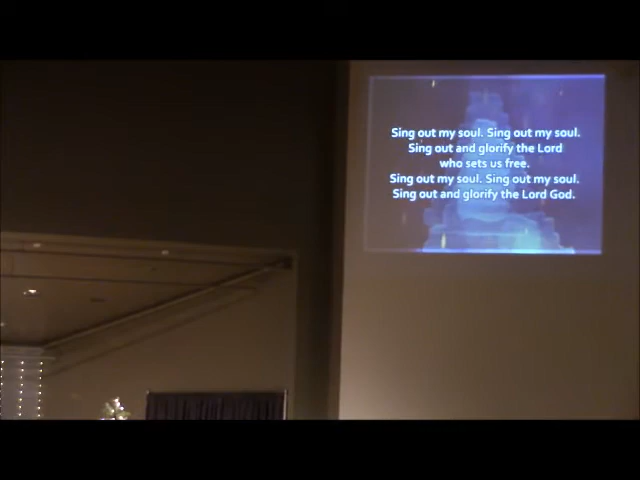 Sing out my soul. Sing out my soul.
Sing out and glorify the Lord
who sets us free.
Sing out my soul. Sing out my soul.
Sing out and glorify the Lord God.